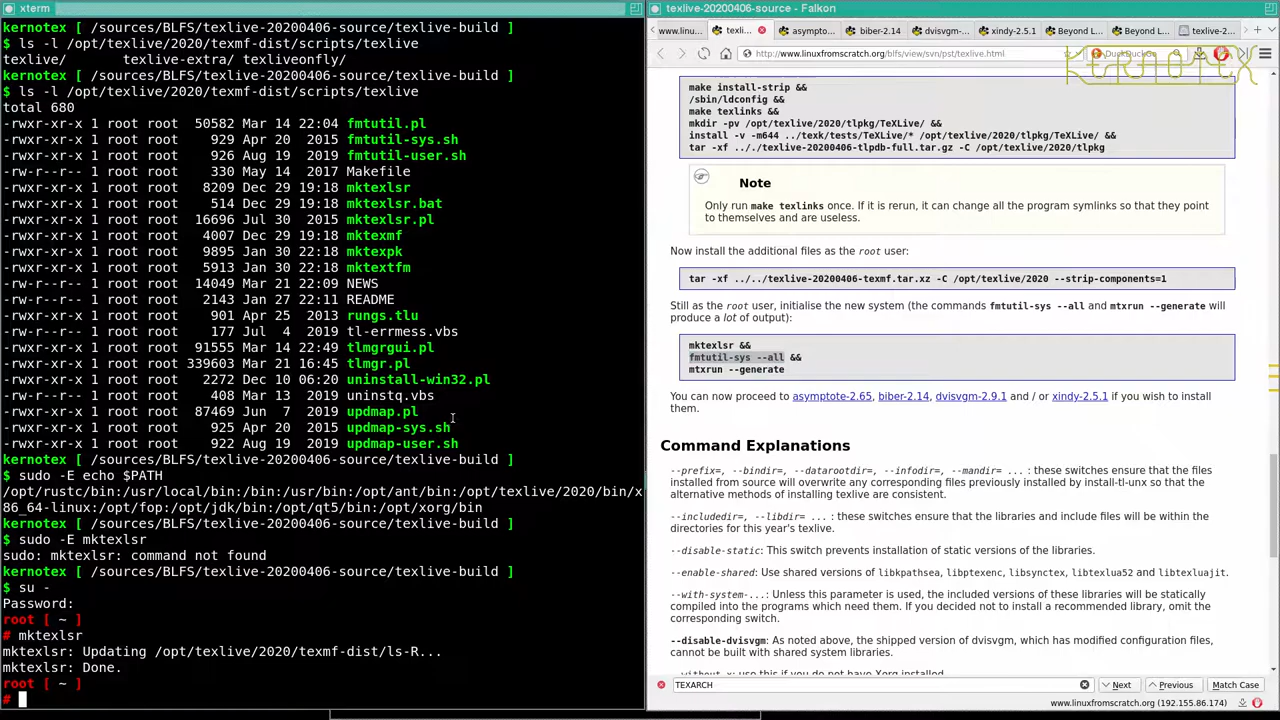 xterm
kernotex [ /sources/BLFS/texlive-20200406-source/texlive-build ]
$ ls -l /opt/texlive/2020/texmf-dist/scripts/texlive
texlive/        texlive-extra/ texliveonfly/
kernotex [ /sources/BLFS/texlive-20200406-source/texlive-build ]
$ ls -l /opt/texlive/2020/texmf-dist/scripts/texlive
total 680
-rwxr-xr-x 1 root root  50582 Mar 14 22:04 fmtutil.pl
-rwxr-xr-x 1 root root    929 Apr 20  2015 fmtutil-sys.sh
-rwxr-xr-x 1 root root    926 Aug 19  2019 fmtutil-user.sh
-rw-r--r-- 1 root root    330 May 14  2017 Makefile
-rwxr-xr-x 1 root root   8209 Dec 29 19:18 mktexlsr
-rwxr-xr-x 1 root root    514 Dec 29 19:18 mktexlsr.bat
-rwxr-xr-x 1 root root  16696 Jul 30  2015 mktexlsr.pl
-rwxr-xr-x 1 root root   4007 Dec 29 19:18 mktexmf
-rwxr-xr-x 1 root root   9895 Jan 30 22:18 mktexpk
-rwxr-xr-x 1 root root   5913 Jan 30 22:18 mktextfm
-rw-r--r-- 1 root root  14049 Mar 21 22:09 NEWS
-rw-r--r-- 1 root root   2143 Jan 27 22:11 README
-rwxr-xr-x 1 root root    901 Apr 25  2013 rungs.tlu
-rw-r--r-- 1 root root    177 Jul  4  2019 tl-errmess.vbs
-rwxr-xr-x 1 root root  91555 Mar 14 22:49 tlmgrgui.pl
-rwxr-xr-x 1 root root 339603 Mar 21 16:45 tlmgr.pl
-rwxr-xr-x 1 root root   2272 Dec 10 06:20 uninstall-win32.pl
-rw-r--r-- 1 root root    408 Mar 13  2019 uninstq.vbs
-rwxr-xr-x 1 root root  87469 Jun  7  2019 updmap.pl
-rwxr-xr-x 1 root root    925 Apr 20  2015 updmap-sys.sh
-rwxr-xr-x 1 root root    922 Aug 19  2019 updmap-user.sh
kernotex [ /sources/BLFS/texlive-20200406-source/texlive-build ]
$ sudo -E echo $PATH
/opt/rustc/bin:/usr/local/bin:/bin:/usr/bin:/opt/ant/bin:/opt/texlive/2020/bin/x
86_64-linux:/opt/fop:/opt/jdk/bin:/opt/qt5/bin:/opt/xorg/bin
kernotex [ /sources/BLFS/texlive-20200406-source/texlive-build ]
$ sudo -E mktexlsr
sudo: mktexlsr: command not found
kernotex [ /sources/BLFS/texlive-20200406-source/texlive-build ]
$ su -
Password:
root [ ~ ]
# mktexlsr
mktexlsr: Updating /opt/texlive/2020/texmf-dist/ls-R...
mktexlsr: Done.
root [ ~ ]
#
texlive-20200406-source - Falkon
www.linu texli asympto... biber-2.14 dvisvgm-... xindy-2.5.1 Beyond L... Beyond L... texlive-2...
http://www.linuxfromscratch.org/blfs/view/svn/pst/texlive.html DuckDuckGo
KERNOTEX
make install-strip &&
/sbin/ldconfig &&
make texlinks &&
mkdir -pv /opt/texlive/2020/tlpkg/TeXLive/ &&
install -v -m644 ../texk/tests/TeXLive/* /opt/texlive/2020/tlpkg/TeXLive/ &&
tar -xf ../../texlive-20200406-tlpdb-full.tar.gz -C /opt/texlive/2020/tlpkg
Note
Only run make texlinks once. If it is rerun, it can change all the program symlinks so that they point
to themselves and are useless.
Now install the additional files as the root user:
tar -xf ../../texlive-20200406-texmf.tar.xz -C /opt/texlive/2020 --strip-components=1
Still as the root user, initialise the new system (the commands fmtutil-sys --all and mtxrun --generate will
produce a lot of output):
mktexlsr &&
fmtutil-sys --all &&
mtxrun --generate
You can now proceed to asymptote-2.65, biber-2.14, dvisvgm-2.9.1 and / or xindy-2.5.1 if you wish to install
them.
Command Explanations
--prefix=, --bindir=, --datarootdir=, --infodir=, --mandir= ... : these switches ensure that the files
installed from source will overwrite any corresponding files previously installed by install-tl-unx so that the
alternative methods of installing texlive are consistent.
--includedir=, --libdir= ... : these switches ensure that the libraries and include files will be within the
directories for this year's texlive.
--disable-static: This switch prevents installation of static versions of the libraries.
--enable-shared: Use shared versions of libkpathsea, libptexenc, libsynctex, libtexlua52 and libtexluajit.
--with-system-...: Unless this parameter is used, the included versions of these libraries will be statically
compiled into the programs which need them. If you decided not to install a recommended library, omit the
corresponding switch.
--disable-dvisvgm: As noted above, the shipped version of dvisvgm, which has modified configuration files,
cannot be built with shared system libraries.
--without-x: use this if you do not have Xorg installed.
TEXARCH Next Previous Match Case
www.linuxfromscratch.org (192.155.86.174)